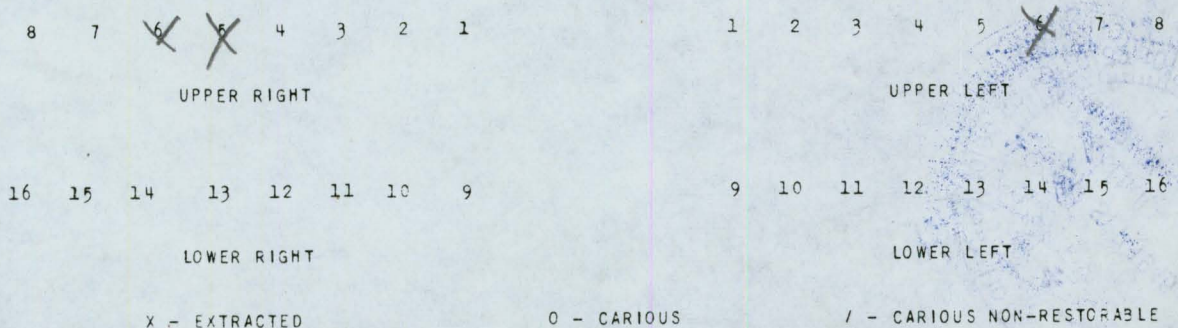 8 7 6 5 4 3 2 1 1 2 3 4 5 6 7 8
UPPER RIGHT UPPER LEFT
16 15 14 13 12 11 10 9 9 10 11 12 13 14 15 16
LOWER RIGHT LOWER LEFT
X - EXTRACTED O - CARIOUS / - CARIOUS NON-RESTORABLE